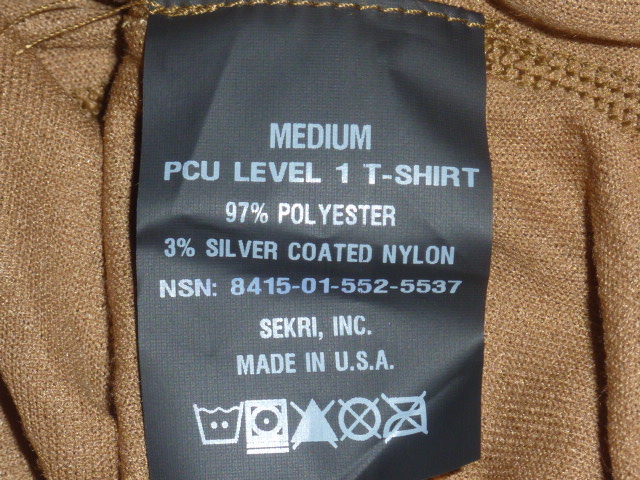 MEDIUM
PCU LEVEL 1 T-SHIRT
97% POLYESTER
3% SILVER COATED NYLON
NSN: 8415-01-552-5537
SEKRI, INC.
MADE IN U.S.A.